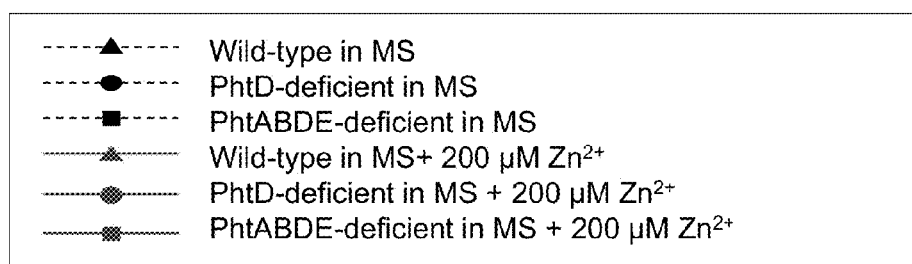 Wild-type in MS
PhtD-deficient in MS
PhtABDE-deficient in MS
Wild-type in MS+ 200 µM Zn²⁺
PhtD-deficient in MS + 200 µM Zn²⁺
PhtABDE-deficient in MS + 200 µM Zn²⁺